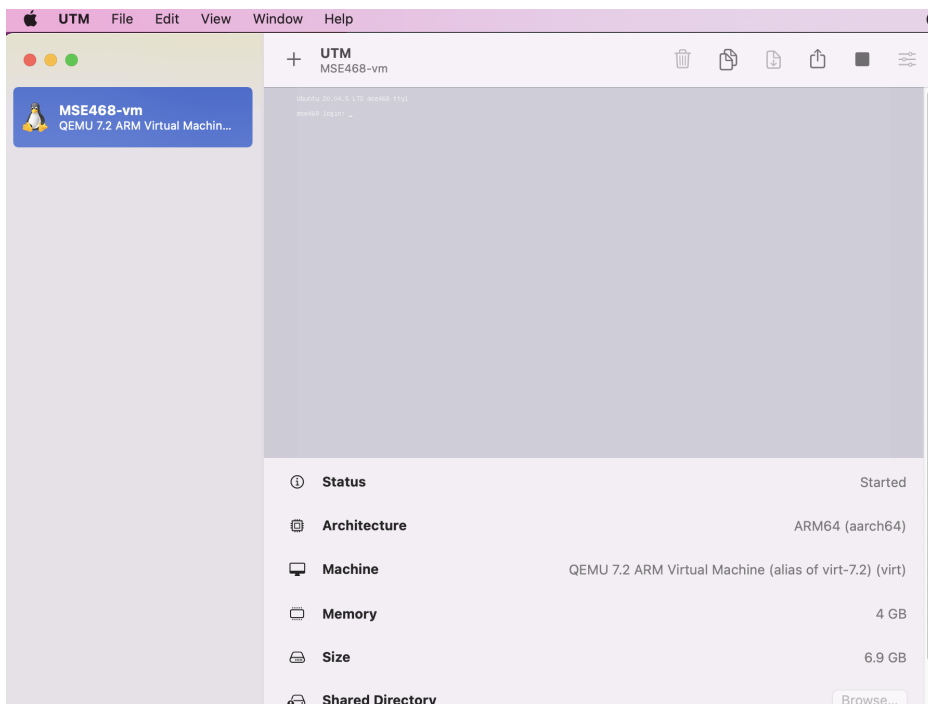 UTM File Edit View Window Help
UTM
MSE468-vm
MSE468-vm
QEMU 7.2 ARM Virtual Machin...
Ubuntu 20.04.5 LTS mse468 tty1
mse468 login: _
Status Started
Architecture ARM64 (aarch64)
Machine QEMU 7.2 ARM Virtual Machine (alias of virt-7.2) (virt)
Memory 4 GB
Size 6.9 GB
Shared Directory Browse...